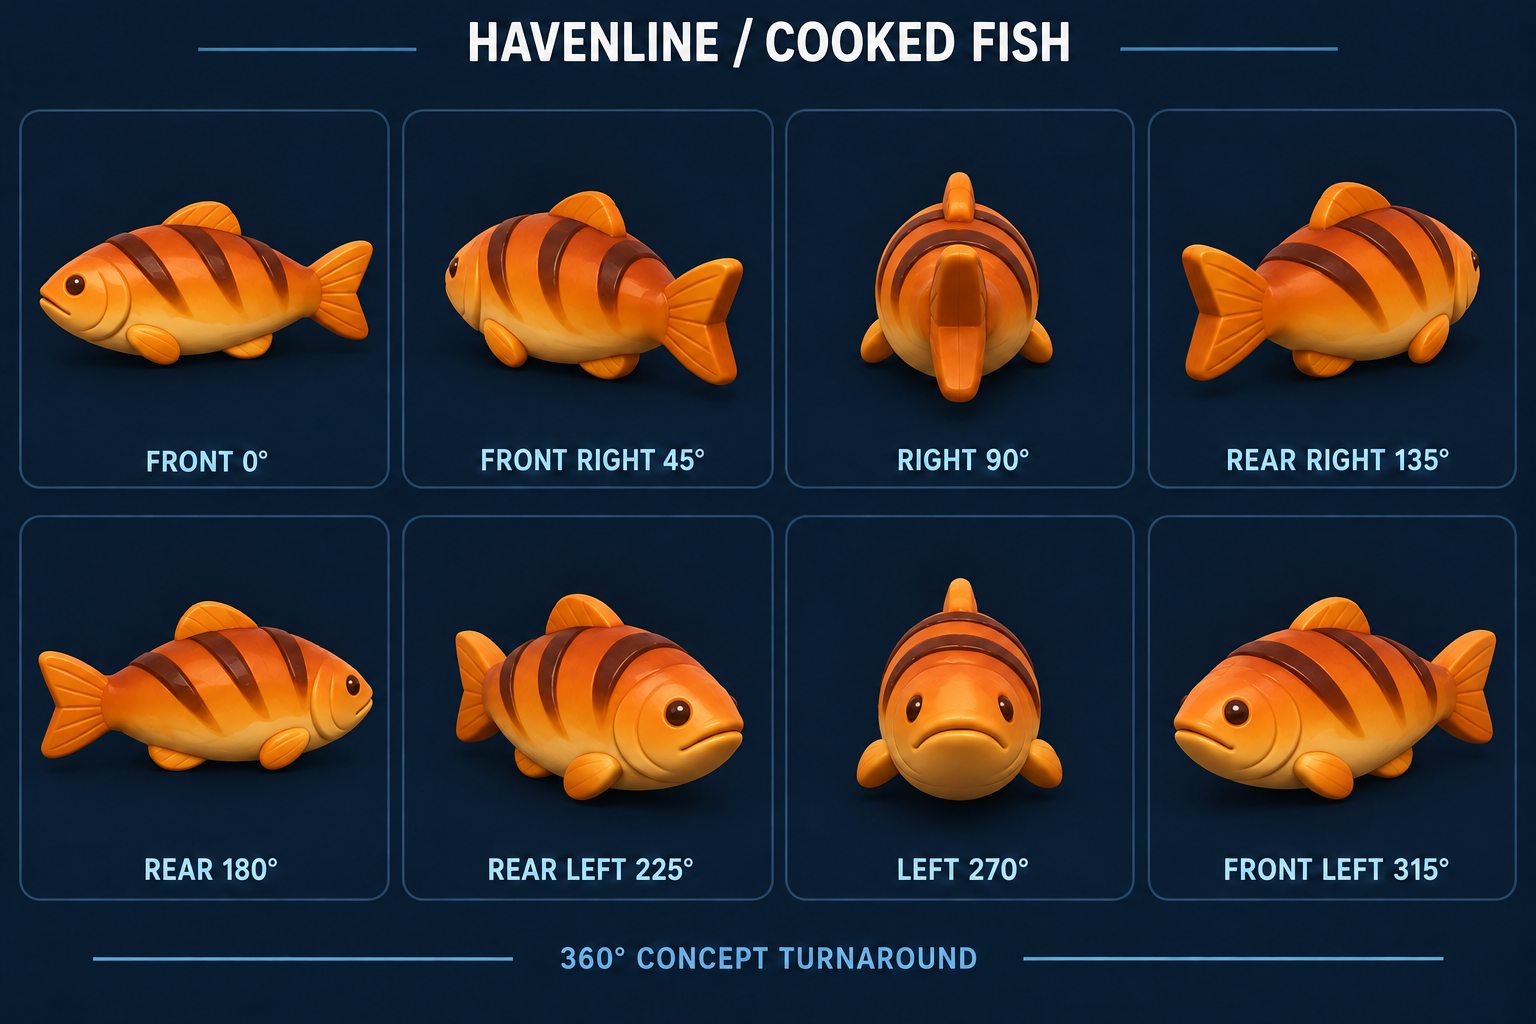 HAVENLINE / COOKED FISH
FRONT 0°
FRONT RIGHT 45°
RIGHT 90°
REAR RIGHT 135°
REAR 180°
REAR LEFT 225°
LEFT 270°
FRONT LEFT 315°
360° CONCEPT TURNAROUND